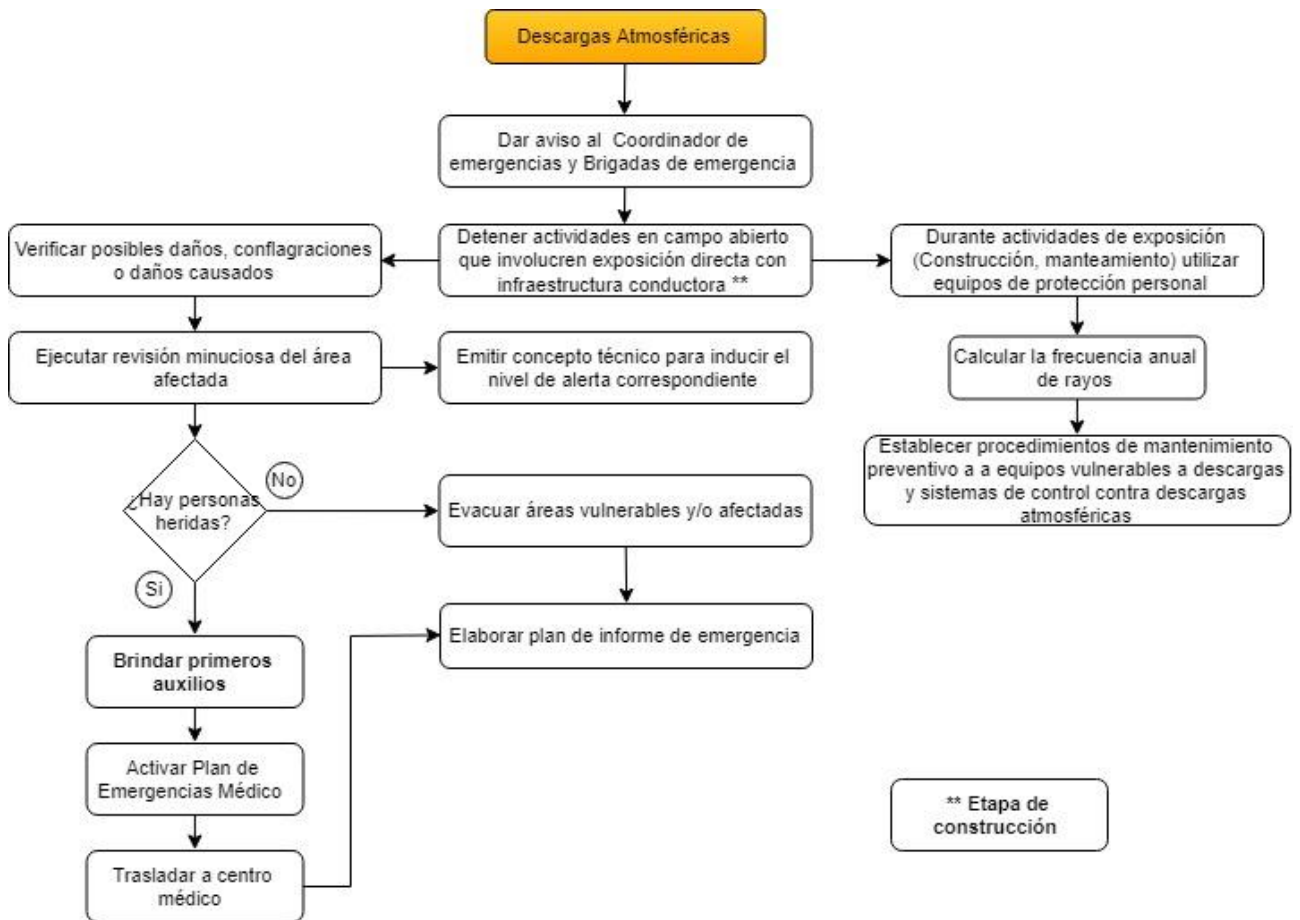 Descargas Atmosféricas
Dar aviso al Coordinador de
emergencias y Brigadas de emergencia
Verificar posibles daños, conflagraciones
o daños causados
Detener actividades en campo abierto
que involucren exposición directa con
infraestructura conductora **
Durante actividades de exposición
(Construcción, manteamiento) utilizar
equipos de protección personal
Ejecutar revisión minuciosa del área
afectada
Emitir concepto técnico para inducir el
nivel de alerta correspondiente
Calcular la frecuencia anual
de rayos
Establecer procedimientos de mantenimiento
preventivo a a equipos vulnerables a descargas
y sistemas de control contra descargas
atmosféricas
¿Hay personas
heridas?
No
Evacuar áreas vulnerables y/o afectadas
Si
Elaborar plan de informe de emergencia
Brindar primeros
auxilios
Activar Plan de
Emergencias Médico
Trasladar a centro
médico
** Etapa de
construcción